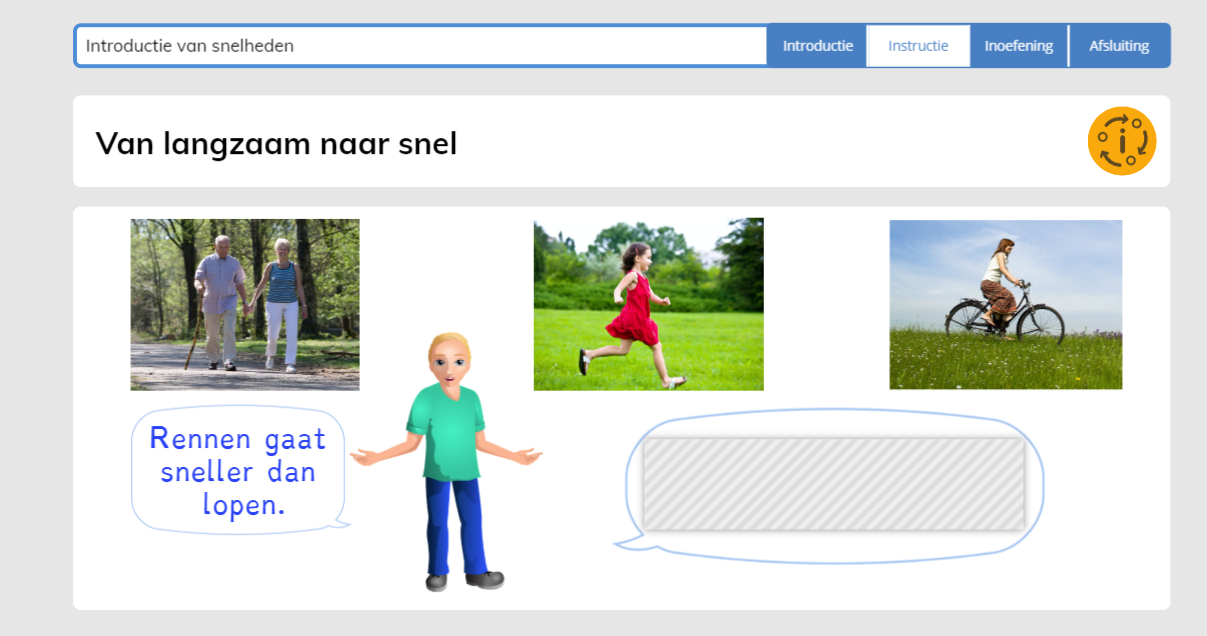 Introductie van snelheden
Introductie
Instructie
Inoefening
Afsluiting
Van langzaam naar snel
i
Rennen gaat
sneller dan
lopen.